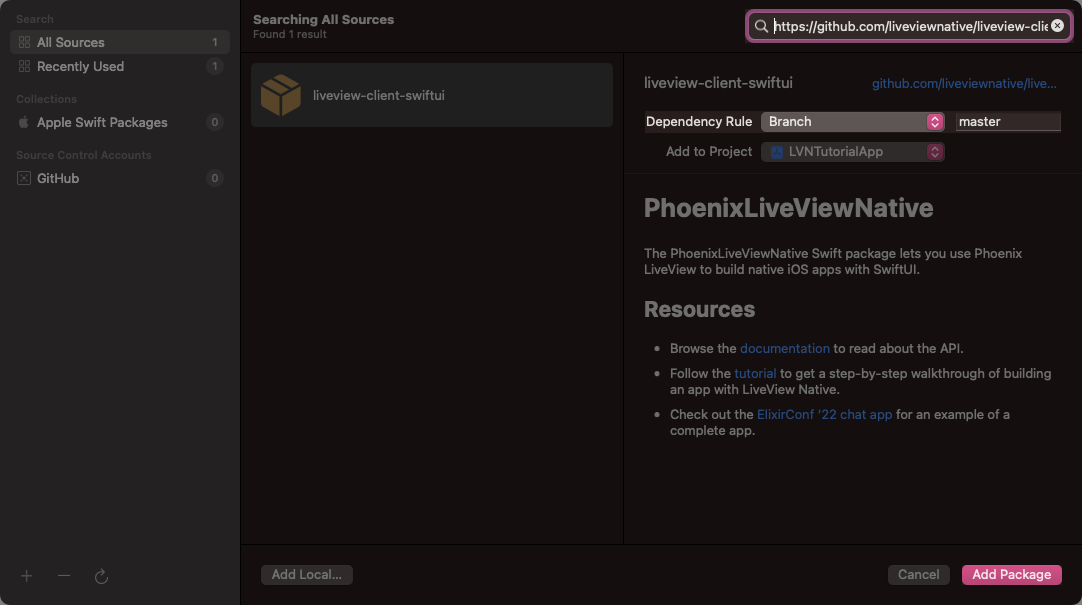 Search
All Sources 1
Recently Used 1
Collections
Apple Swift Packages 0
Source Control Accounts
GitHub 0
Searching All Sources
Found 1 result
https://github.com/liveviewnative/liveview-clie
liveview-client-swiftui
liveview-client-swiftui github.com/liveviewnative/live...
Dependency Rule Branch master
Add to Project LVNTutorialApp
PhoenixLiveViewNative
The PhoenixLiveViewNative Swift package lets you use Phoenix
LiveView to build native iOS apps with SwiftUI.
Resources
• Browse the documentation to read about the API.
• Follow the tutorial to get a step-by-step walkthrough of building
an app with LiveView Native.
• Check out the ElixirConf '22 chat app for an example of a
complete app.
Add Local... Cancel Add Package